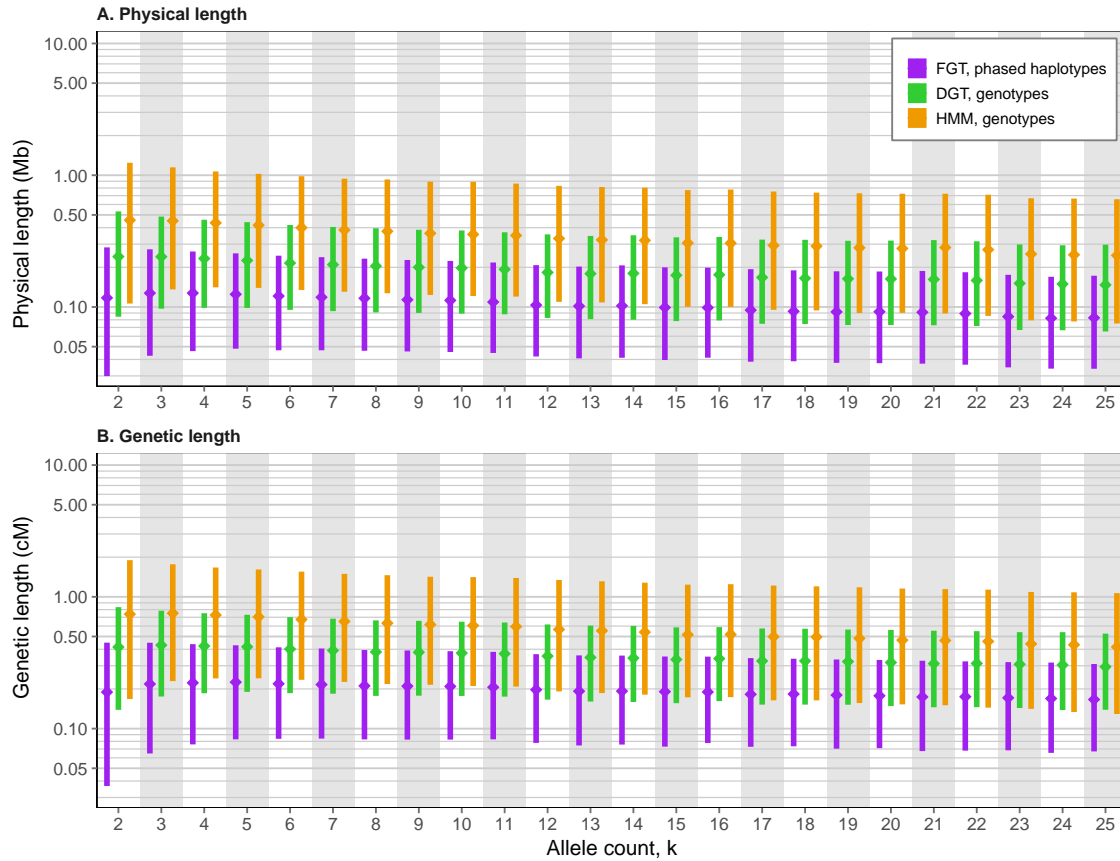 A. Physical length
10.00
5.00
1.00
0.50
0.10
0.05
Physical length (Mb)
FGT, phased haplotypes
DGT, genotypes
HMM, genotypes
2 3 4 5 6 7 8 9 10 11 12 13 14 15 16 17 18 19 20 21 22 23 24 25
B. Genetic length
10.00
5.00
1.00
0.50
0.10
0.05
Genetic length (cM)
2 3 4 5 6 7 8 9 10 11 12 13 14 15 16 17 18 19 20 21 22 23 24 25
Allele count, k